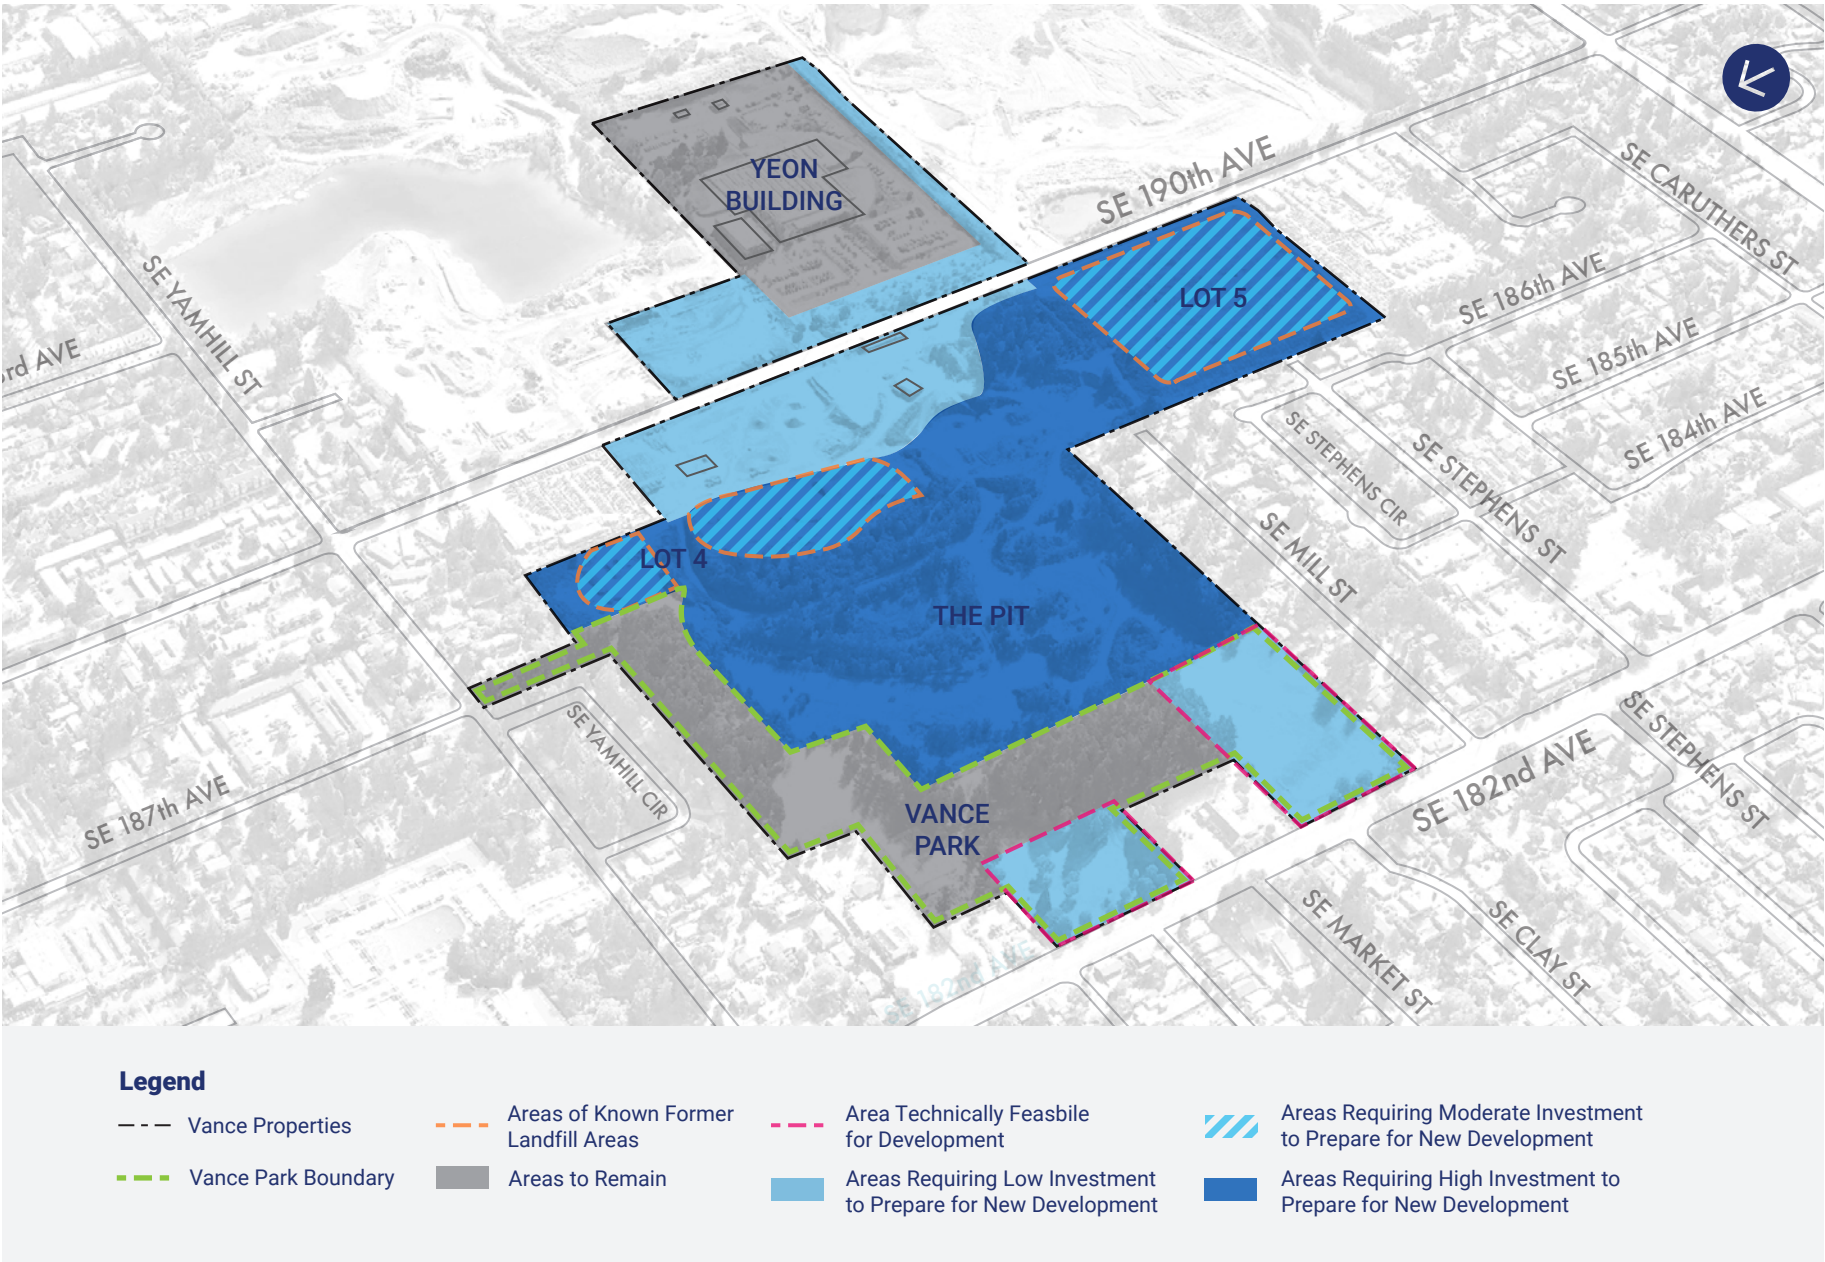 YEON
BUILDING
SE 190th AVE
SE CARUTHERS ST
SE YAMHILL ST
LOT 5
SE 186th AVE
rd AVE
SE 185th AVE
SE 184th AVE
SE STEPHENS CIR
SE STEPHENS ST
SE MILL ST
LOT 4
THE PIT
SE YAMHILL CIR
SE 187th AVE
VANCE
PARK
SE 182nd AVE
SE STEPHENS ST
SE MARKET ST
SE CLAY ST
SE 182nd AVE
Legend
Vance Properties
Vance Park Boundary
Areas of Known Former
Landfill Areas
Areas to Remain
Area Technically Feasbile
for Development
Areas Requiring Low Investment
to Prepare for New Development
Areas Requiring Moderate Investment
to Prepare for New Development
Areas Requiring High Investment to
Prepare for New Development